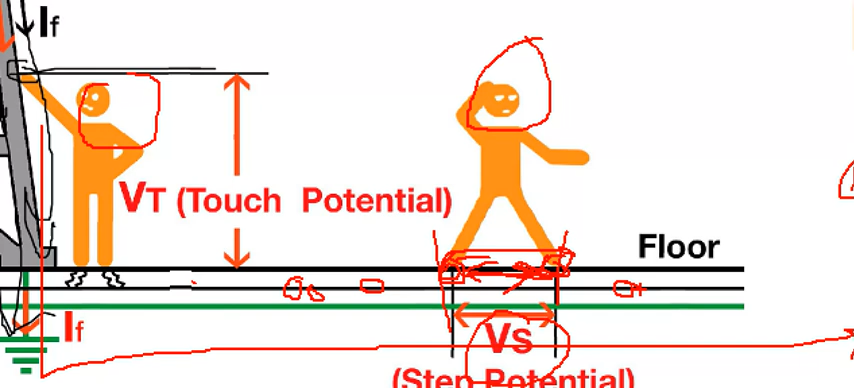 If
VT (Touch Potential)
Floor
If
VS
(Step Potential)